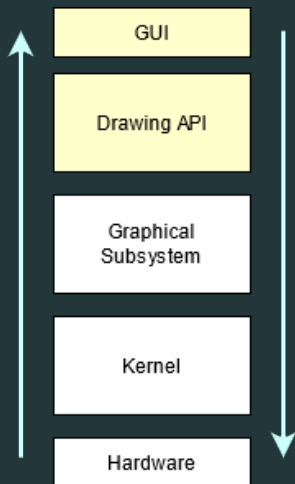 GUI
Drawing API
Graphical
Subsystem
Kernel
Hardware